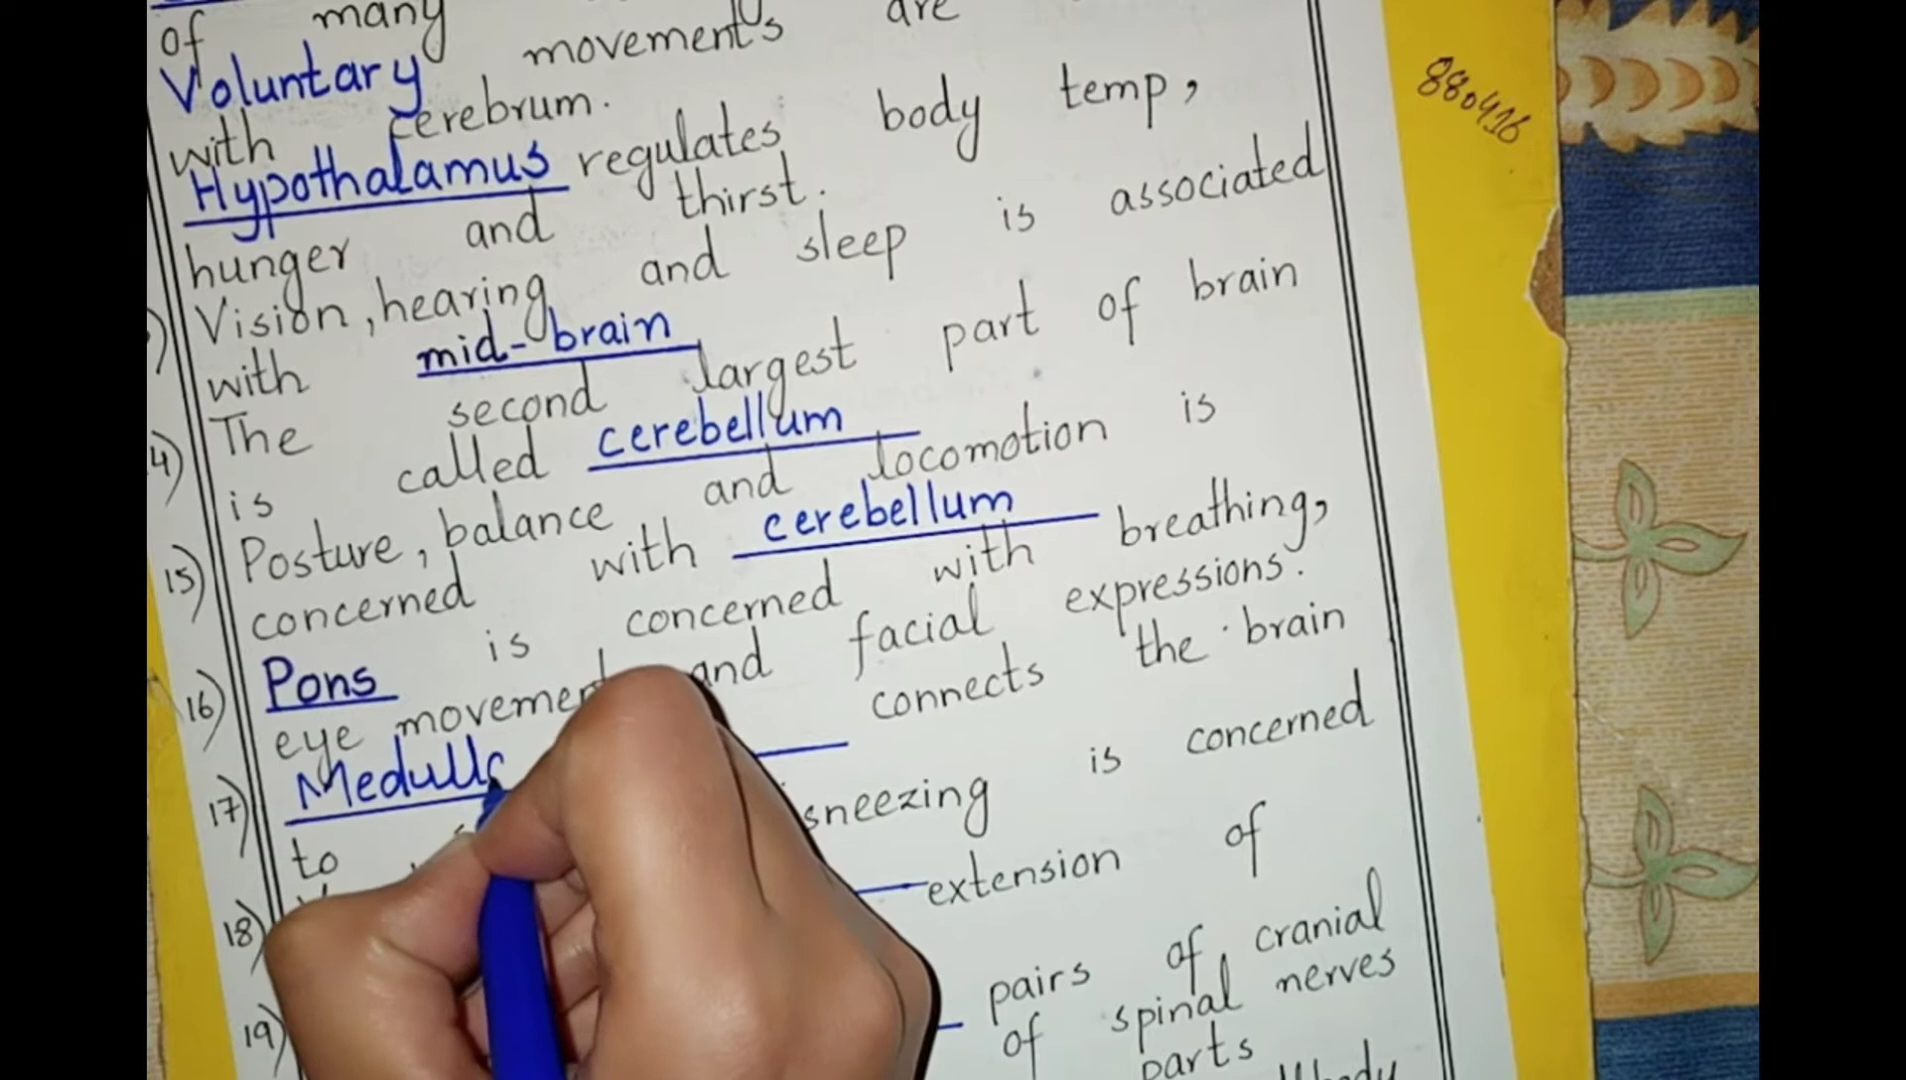 of many movements are
Voluntary
with cerebrum.
Hypothalamus regulates body temp,
hunger and thirst.
Vision, hearing and sleep is associated
with mid-brain
14) The second largest part of brain
is called cerebellum
15) Posture, balance and locomotion is
concerned with cerebellum
16) Pons is concerned with breathing,
eye movement and facial expressions.
17) Medulla connects the brain
to
18) sneezing is concerned
19) extension of
pairs of cranial
of spinal nerves
parts
body
880416